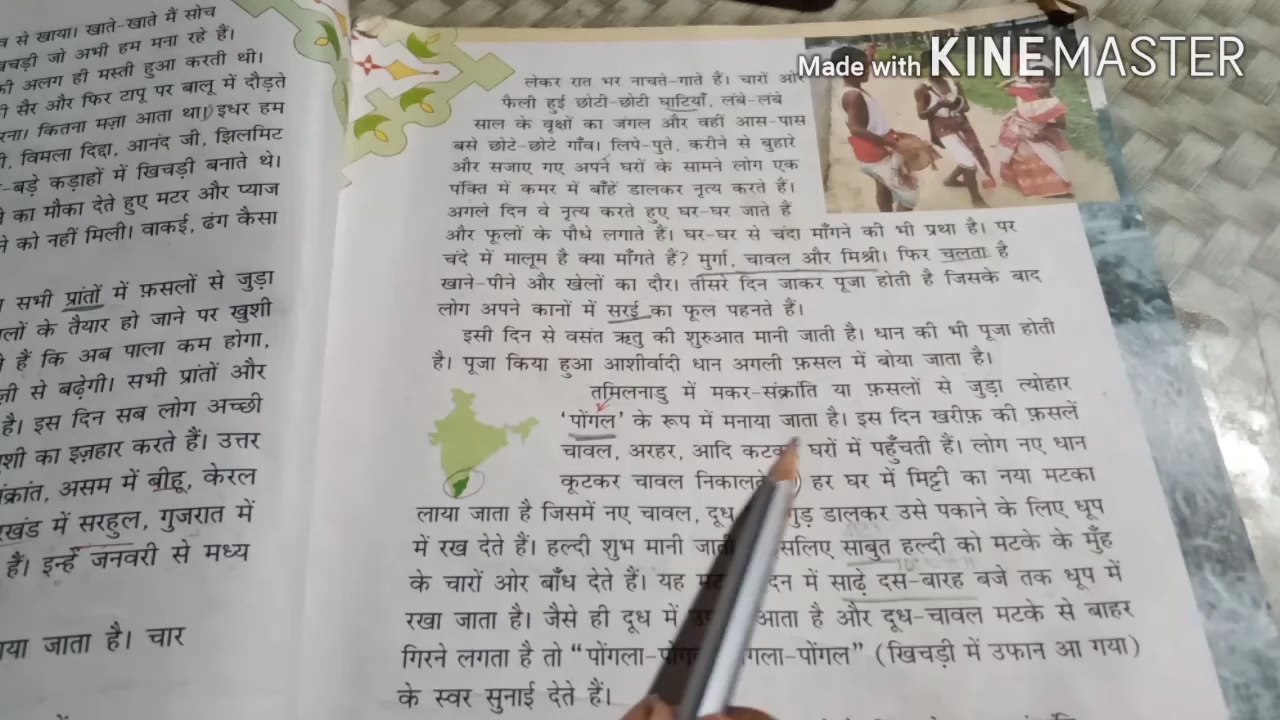 व से खाया। खाते-खाते मैं सोच
खचड़ी जो अभी हम मना रहे हैं।
की अलग ही मस्ती हुआ करती थी।
ी सैर और फिर टापू पर बालू में दौड़ते
रना। कितना मज़ा आता था। इधर हम
ी, विमला दिद्दा, आनंद जी, झिलमिट
-बड़े कड़ाहों में खिचड़ी बनाते थे।
ने का मौका देते हुए मटर और प्याज
ने को नहीं मिली। वाकई, ढंग कैसा
सभी प्रांतों में फ़सलों से जुड़ा
लों के तैयार हो जाने पर खुशी
े हैं कि अब पाला कम होगा,
ज़ी से बढ़ेगी। सभी प्रांतों और
है। इस दिन सब लोग अच्छी
शी का इज़हार करते हैं। उत्तर
संक्रांत, असम में बीहू, केरल
रखंड में सरहुल, गुजरात में
हैं। इन्हें जनवरी से मध्य
या जाता है। चार
Made with KINEMASTER
लेकर रात भर नाचते-गाते हैं। चारों ओर
फैली हुई छोटी-छोटी घाटियाँ, लंबे-लंबे
साल के वृक्षों का जंगल और वहीं आस-पास
बसे छोटे-छोटे गाँव। लिपे-पुते, करीने से बुहारे
और सजाए गए अपने घरों के सामने लोग एक
पंक्ति में कमर में बाँहें डालकर नृत्य करते हैं।
अगले दिन वे नृत्य करते हुए घर-घर जाते हैं
और फूलों के पौधे लगाते हैं। घर-घर से चंदा माँगने की भी प्रथा है। पर
चंदे में मालूम है क्या माँगते हैं? मुर्गा, चावल और मिश्री। फिर चलता है
खाने-पीने और खेलों का दौर। तीसरे दिन जाकर पूजा होती है जिसके बाद
लोग अपने कानों में सरई का फूल पहनते हैं।
इसी दिन से वसंत ऋतु की शुरुआत मानी जाती है। धान की भी पूजा होती
है। पूजा किया हुआ आशीर्वादी धान अगली फ़सल में बोया जाता है।
तमिलनाडु में मकर-संक्रांति या फ़सलों से जुड़ा त्योहार
‘पोंगल’ के रूप में मनाया जाता है। इस दिन खरीफ़ की फ़सलें
चावल, अरहर, आदि कटकर घरों में पहुँचती हैं। लोग नए धान
कूटकर चावल निकालते हर घर में मिट्टी का नया मटका
लाया जाता है जिसमें नए चावल, दूध गुड़ डालकर उसे पकाने के लिए धूप
में रख देते हैं। हल्दी शुभ मानी जाती सलिए साबुत हल्दी को मटके के मुँह
के चारों ओर बाँध देते हैं। यह दिन में साढ़े दस-बारह बजे तक धूप में
रखा जाता है। जैसे ही दूध में आता है और दूध-चावल मटके से बाहर
गिरने लगता है तो “पोंगला-पोंगल गला-पोंगल” (खिचड़ी में उफान आ गया)
के स्वर सुनाई देते हैं।